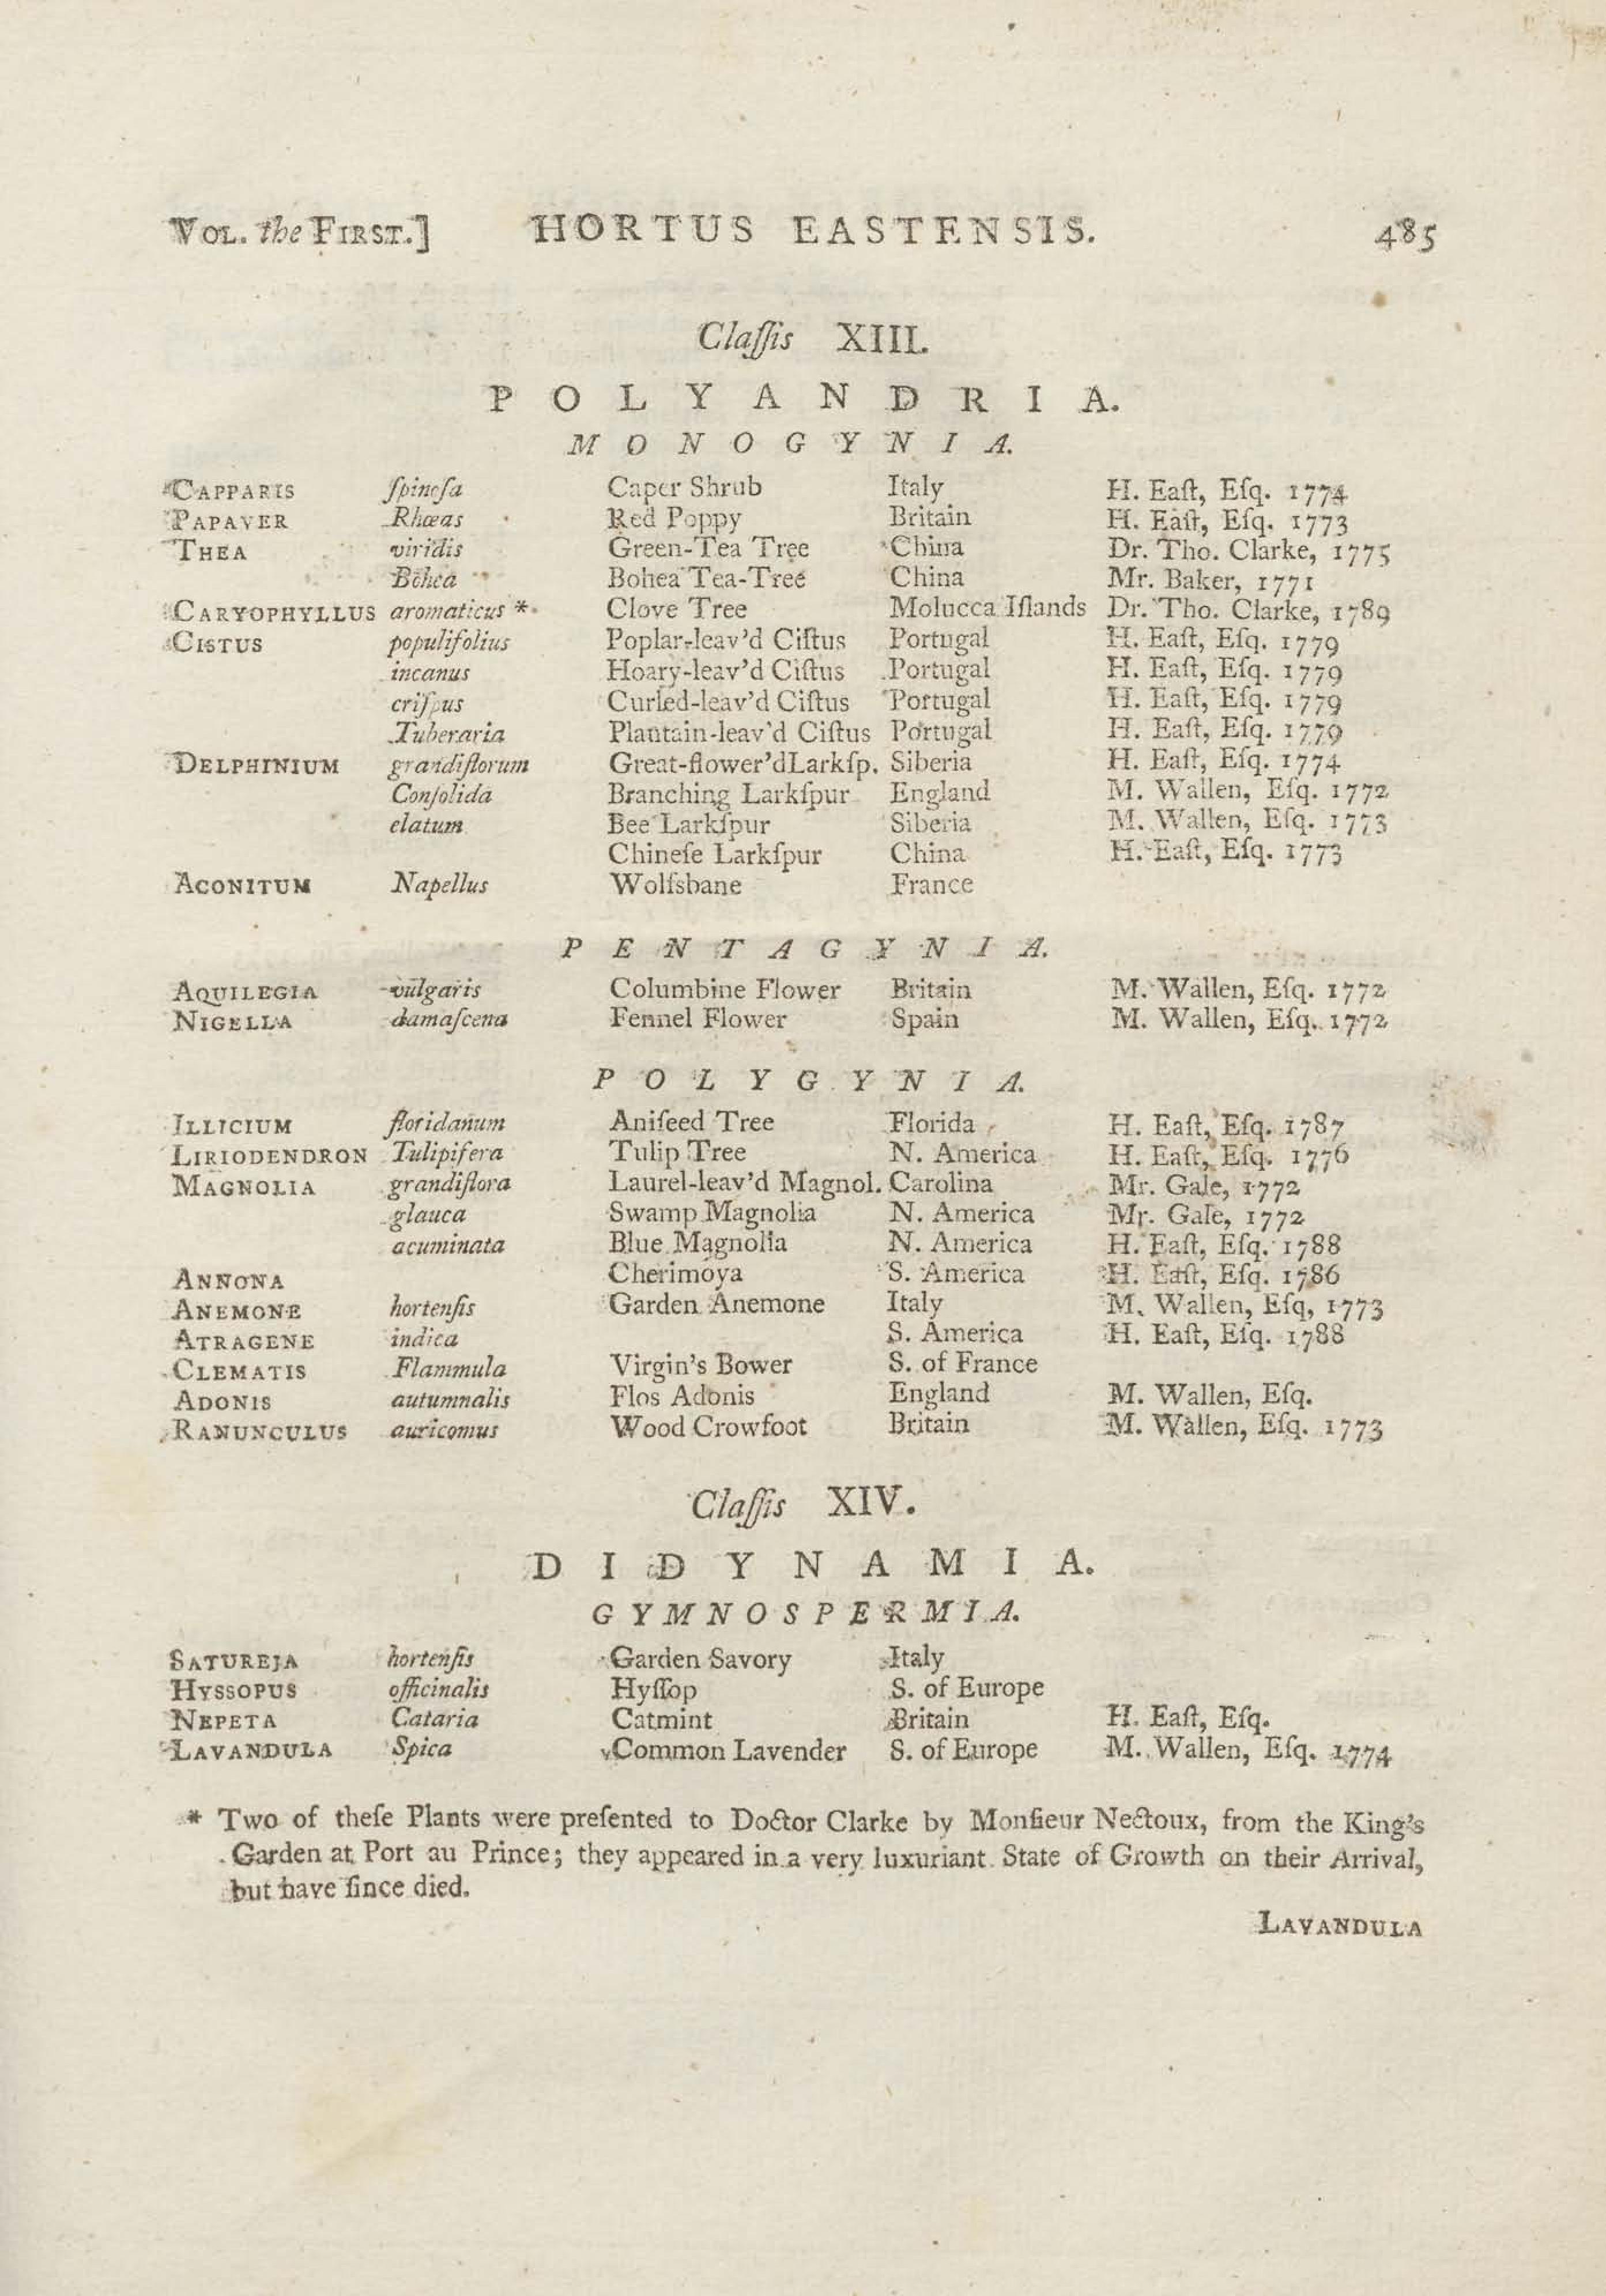 VOL. the FIRST.] HORTUS EASTENSIS. 485
Claſſis XIII.
POLYANDRIA.
MONOGYNIA.
CAPPARIS ſpinoſa Caper Shrub Italy H. Eaſt, Eſq. 1774
PAPAVER Rhœas Red Poppy Britain H. Eaſt, Eſq. 1773
THEA viridis Green-Tea Tree China Dr. Tho. Clarke, 1775
Bohea Bohea Tea-Tree China Mr. Baker, 1771
CARYOPHYLLUS aromaticus * Clove Tree Molucca Iſlands Dr. Tho. Clarke, 1789
CISTUS populifolius Poplar-leav'd Ciſtus Portugal H. Eaſt, Eſq. 1779
incanus Hoary-leav'd Ciſtus Portugal H. Eaſt, Eſq. 1779
criſpus Curled-leav'd Ciſtus Portugal H. Eaſt, Eſq. 1779
Tuberaria Plantain-leav'd Ciſtus Portugal H. Eaſt, Eſq. 1779
DELPHINIUM grandiflorum Great-flower'd Larkſp. Siberia H. Eaſt, Eſq. 1774
Conſolida Branching Larkſpur England M. Wallen, Eſq. 1772
elatum Bee Larkſpur Siberia M. Wallen, Eſq. 1773
Chineſe Larkſpur China H. Eaſt, Eſq. 1773
ACONITUM Napellus Wolfsbane France
PENTAGYNIA.
AQUILEGIA vulgaris Columbine Flower Britain M. Wallen, Eſq. 1772
NIGELLA damaſcena Fennel Flower Spain M. Wallen, Eſq. 1772
POLYGYNIA.
ILLICIUM floridanum Aniſeed Tree Florida H. Eaſt, Eſq. 1787
LIRIODENDRON Tulipifera Tulip Tree N. America H. Eaſt, Eſq. 1776
MAGNOLIA grandiflora Laurel-leav'd Magnol. Carolina Mr. Gale, 1772
glauca Swamp Magnolia N. America Mr. Gale, 1772
acuminata Blue Magnolia N. America H. Eaſt, Eſq. 1788
ANNONA Cherimoya S. America H. Eaſt, Eſq. 1786
ANEMONE hortenſis Garden Anemone Italy M. Wallen, Eſq, 1773
ATRAGENE indica S. America H. Eaſt, Eſq. 1788
CLEMATIS Flammula Virgin's Bower S. of France
ADONIS autumnalis Flos Adonis England M. Wallen, Eſq.
RANUNCULUS auricomus Wood Crowfoot Britain M. Wallen, Eſq. 1773
Claſſis XIV.
DIDYNAMIA.
GYMNOSPERMIA.
SATUREJA hortenſis Garden Savory Italy
HYSSOPUS officinalis Hyſſop S. of Europe
NEPETA Cataria Catmint Britain H. Eaſt, Eſq.
LAVANDULA Spica Common Lavender S. of Europe M. Wallen, Eſq. 1774
* Two of theſe Plants were preſented to Doctor Clarke by Monſieur Nectoux, from the King's
Garden at Port au Prince; they appeared in a very luxuriant State of Growth on their Arrival,
but have ſince died.
LAVANDULA